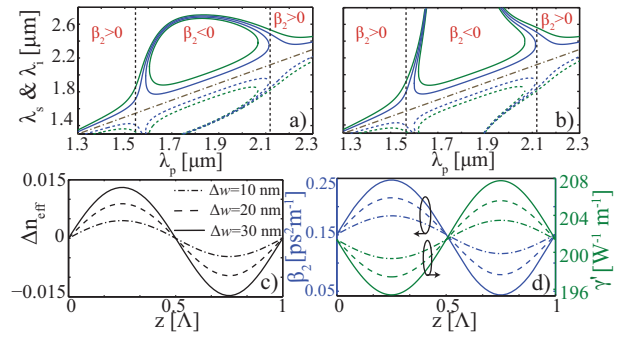 β₂>0
β₂<0
β₂>0
2.6
2.2
1.8
1.4
λₛ & λᵢ [μm]
a)
1.3
1.5
1.7
1.9
2.1
2.3
λₚ [μm]
β₂>0
β₂<0
β₂>0
b)
1.3
1.5
1.7
1.9
2.1
2.3
λₚ [μm]
0.015
0
−0.015
Δn_eff
Δw=10 nm
Δw=20 nm
Δw=30 nm
c)
0
0.5
1
z [Λ]
0.25
0.15
0.05
β₂ [ps²m⁻¹]
d)
0
0.5
1
z [Λ]
208
204
200
196
γ' [W⁻¹ m⁻¹]